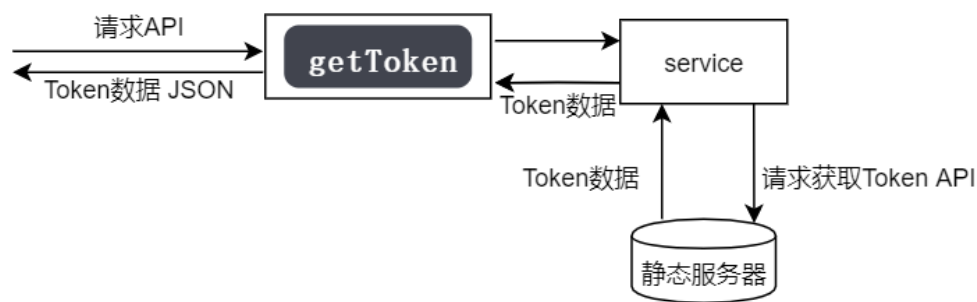 请求API
getToken
service
Token数据 JSON
Token数据
Token数据
请求获取Token API
静态服务器